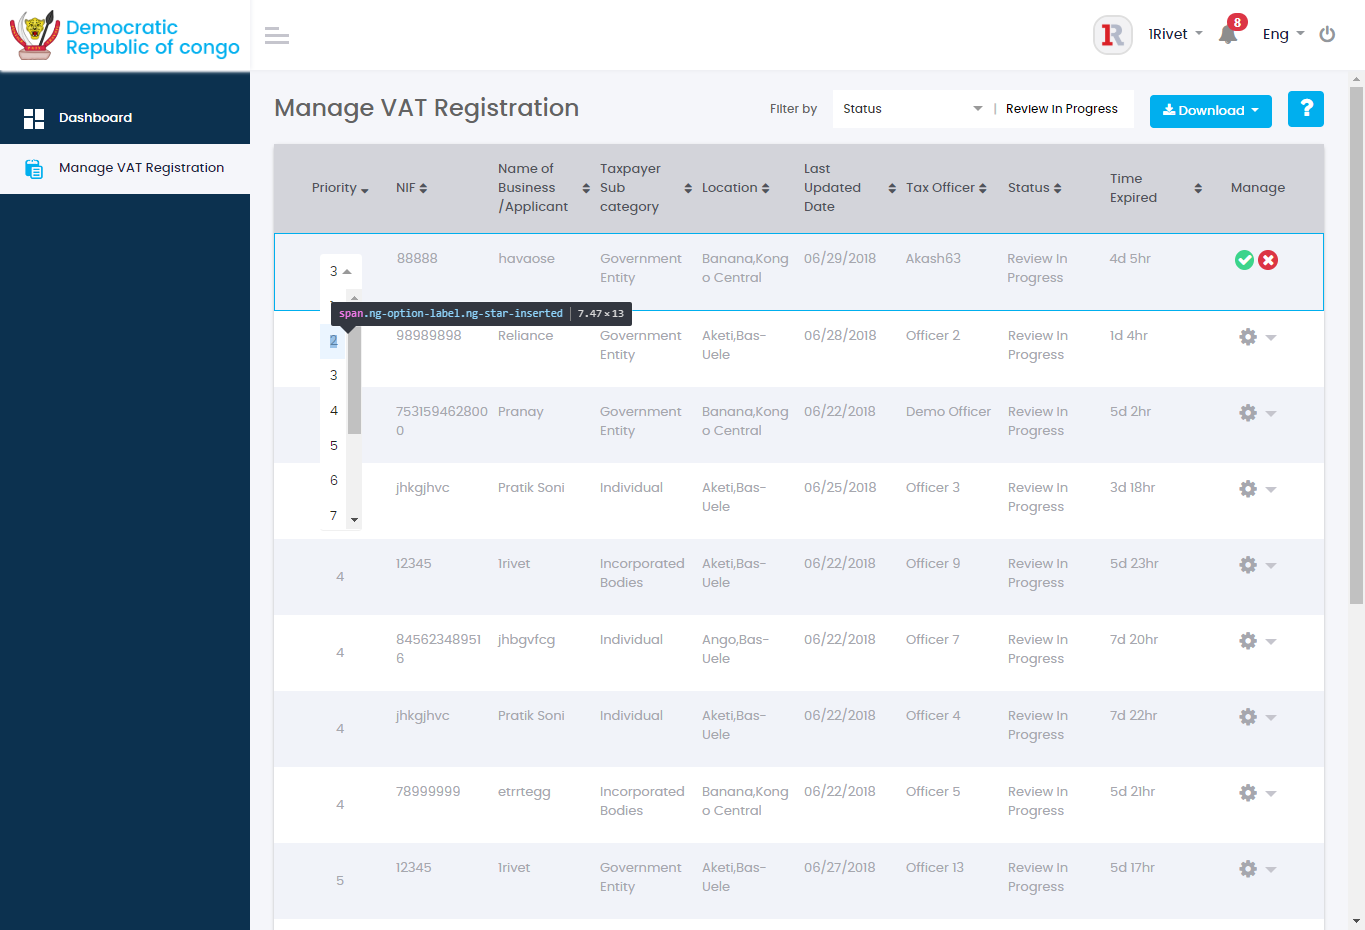 Democratic
Republic of congo
1Rivet
8
Eng
Dashboard
Manage VAT Registration
Manage VAT Registration
Filter by
Status
| Review In Progress
Download
?
Priority
NIF
Name of
Business
/Applicant
Taxpayer
Sub
category
Location
Last
Updated
Date
Tax Officer
Status
Time
Expired
Manage
3
88888
havaose
Government
Entity
Banana,Kong
o Central
06/29/2018
Akash63
Review In
Progress
4d 5hr
span.ng-option-label.ng-star-inserted | 7.47×13
2
3
4
5
6
7
98989898
Reliance
Government
Entity
Aketi,Bas-
Uele
06/28/2018
Officer 2
Review In
Progress
1d 4hr
753159462800
0
Pranay
Government
Entity
Banana,Kong
o Central
06/22/2018
Demo Officer
Review In
Progress
5d 2hr
jhkgjhvc
Pratik Soni
Individual
Aketi,Bas-
Uele
06/25/2018
Officer 3
Review In
Progress
3d 18hr
4
12345
1rivet
Incorporated
Bodies
Aketi,Bas-
Uele
06/22/2018
Officer 9
Review In
Progress
5d 23hr
4
84562348951
6
jhbgvfcg
Individual
Ango,Bas-
Uele
06/22/2018
Officer 7
Review In
Progress
7d 20hr
4
jhkgjhvc
Pratik Soni
Individual
Aketi,Bas-
Uele
06/22/2018
Officer 4
Review In
Progress
7d 22hr
4
78999999
etrrtegg
Incorporated
Bodies
Banana,Kong
o Central
06/22/2018
Officer 5
Review In
Progress
5d 21hr
5
12345
1rivet
Government
Entity
Aketi,Bas-
Uele
06/27/2018
Officer 13
Review In
Progress
5d 17hr